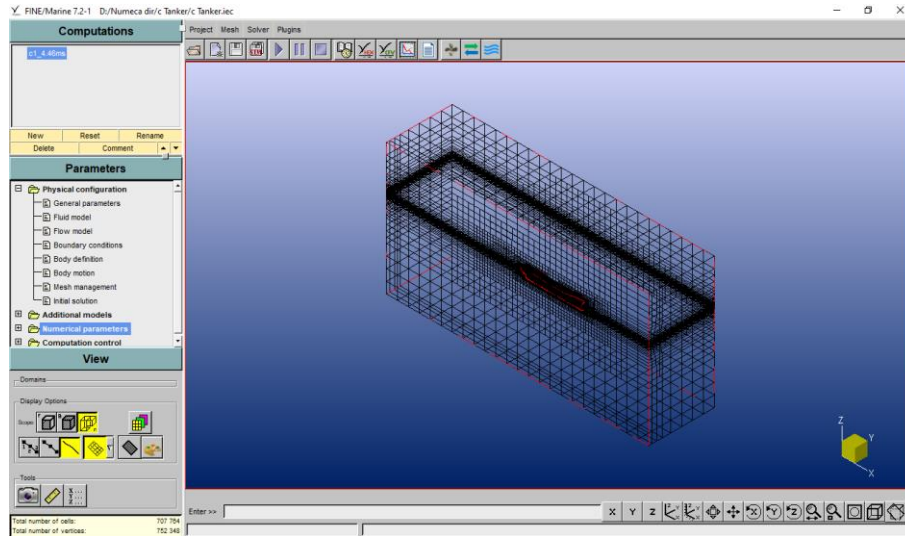 FINE/Marine 7.2-1 D:/Numeca dir/c Tanker/c Tanker.iec
Computations
Project Mesh Solver Plugins
c1_4.46ms
New Reset Rename
Delete Comment
Parameters
Physical configuration
General parameters
Fluid model
Flow model
Boundary conditions
Body definition
Body motion
Mesh management
Initial solution
Additional models
Numerical parameters
Computation control
View
Domains
Display Options
Scope:
Tools
Z
Y
X
Enter >>
X Y Z
Total number of cells: 707 784
Total number of vertices: 752 348